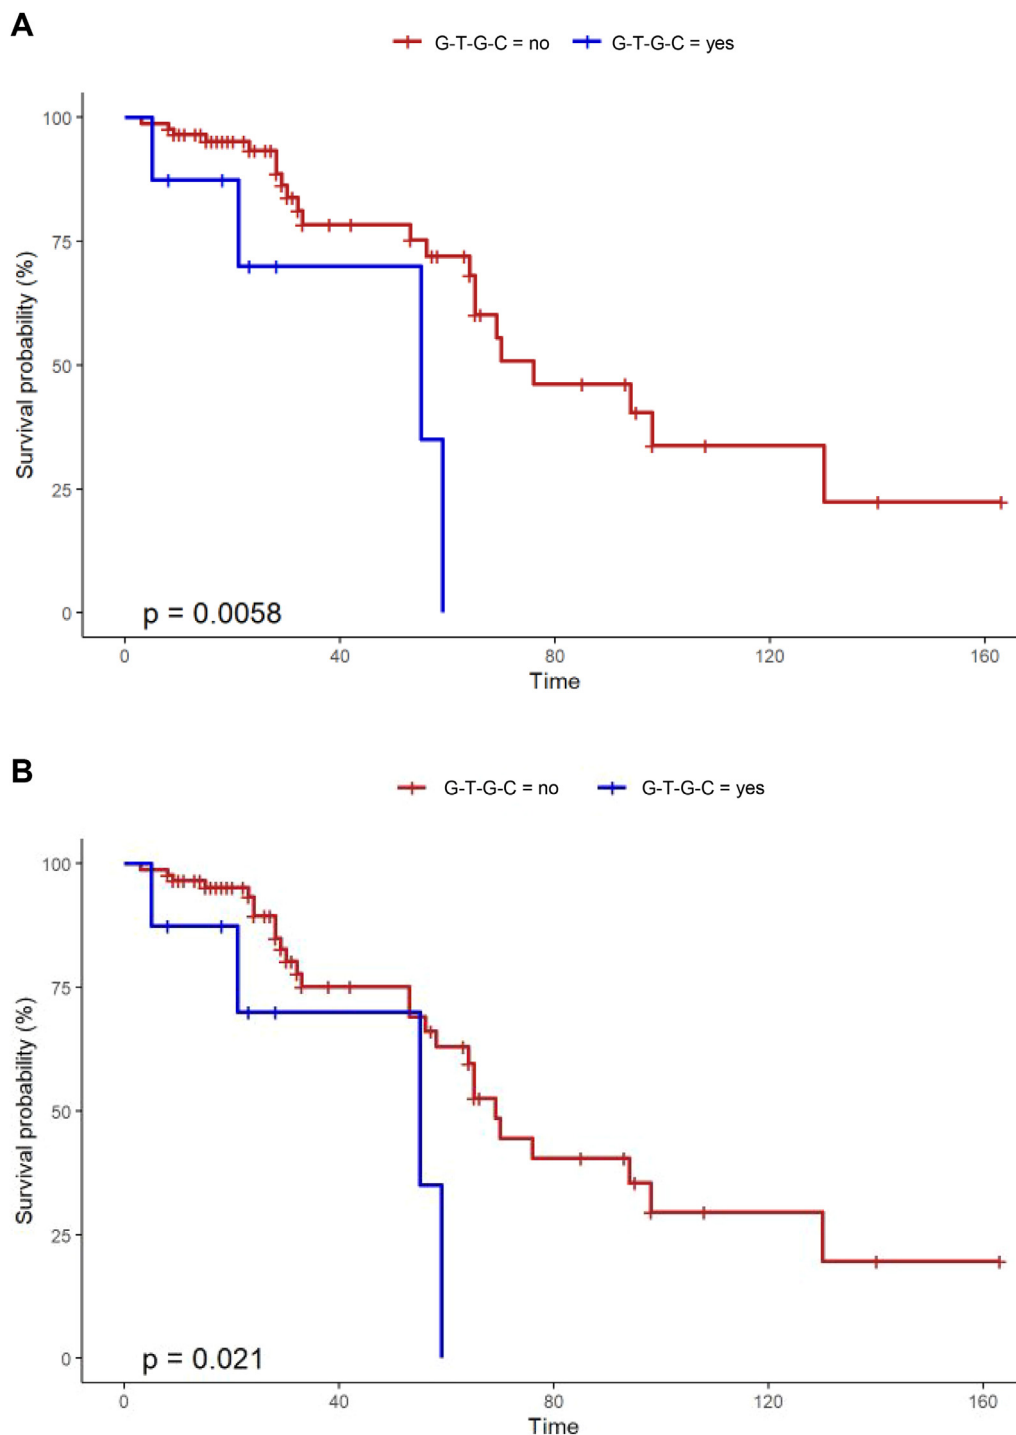 A
G-T-G-C = no G-T-G-C = yes
100
75
50
25
0
Survival probability (%)
p = 0.0058
0 40 80 120 160
Time
B
G-T-G-C = no G-T-G-C = yes
100
75
50
25
0
Survival probability (%)
p = 0.021
0 40 80 120 160
Time